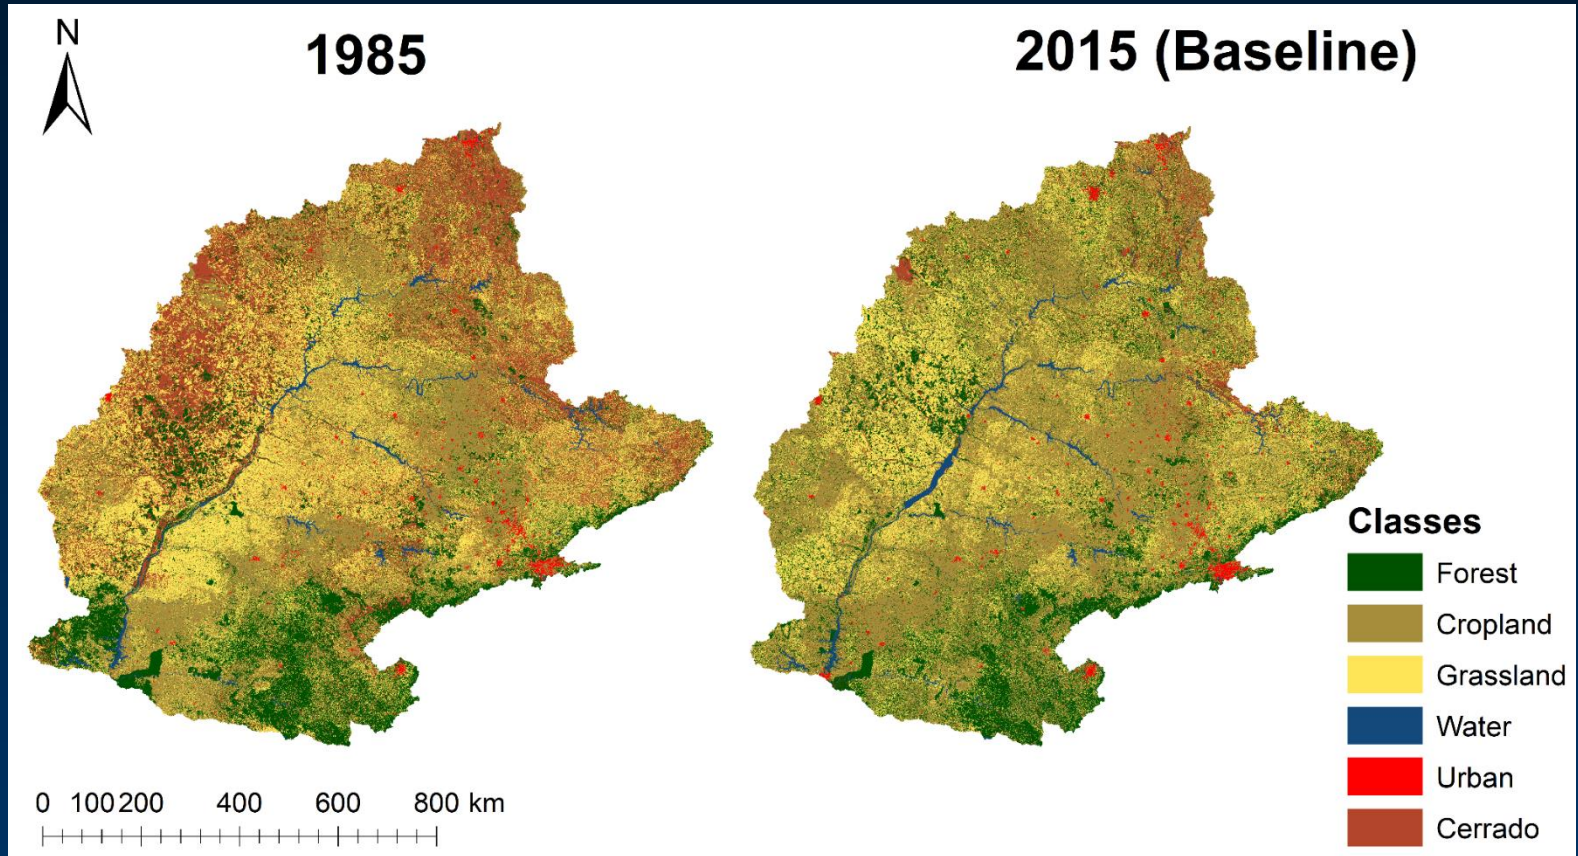 N
1985
2015 (Baseline)
Classes
Forest
Cropland
Grassland
Water
Urban
Cerrado
0 100 200 400 600 800 km